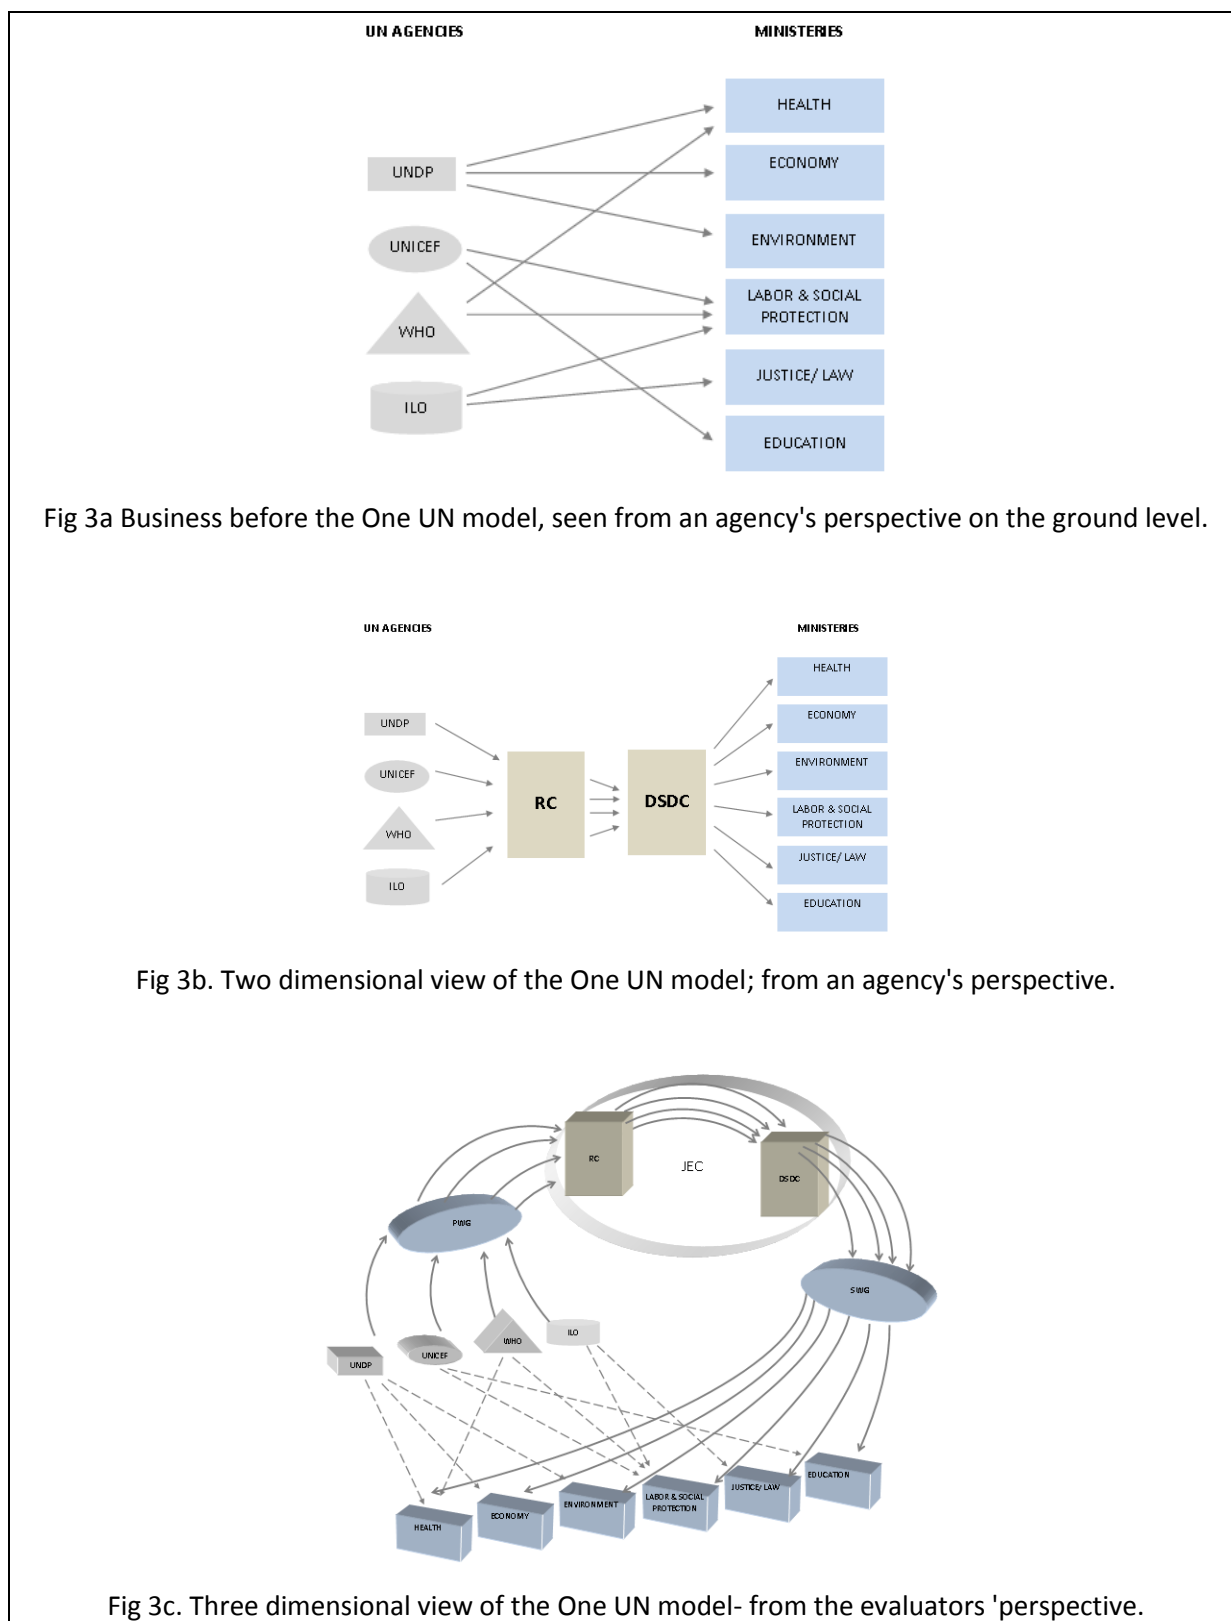 UN AGENCIES MINISTERIES
HEALTH
ECONOMY
UNDP
ENVIRONMENT
UNICEF
LABOR & SOCIAL
PROTECTION
WHO
JUSTICE/ LAW
ILO
EDUCATION
Fig 3a Business before the One UN model, seen from an agency's perspective on the ground level.
UN AGENCIES MINISTERIES
HEALTH
ECONOMY
UNDP
ENVIRONMENT
UNICEF
RC DSDC
LABOR & SOCIAL
PROTECTION
WHO
JUSTICE/ LAW
ILO
EDUCATION
Fig 3b. Two dimensional view of the One UN model; from an agency's perspective.
RC
JEC
DSDC
PWG
SWG
ILO
WHO
UNICEF
UNDP
EDUCATION
JUSTICE/ LAW
LABOR & SOCIAL
PROTECTION
ENVIRONMENT
ECONOMY
HEALTH
Fig 3c. Three dimensional view of the One UN model- from the evaluators 'perspective.